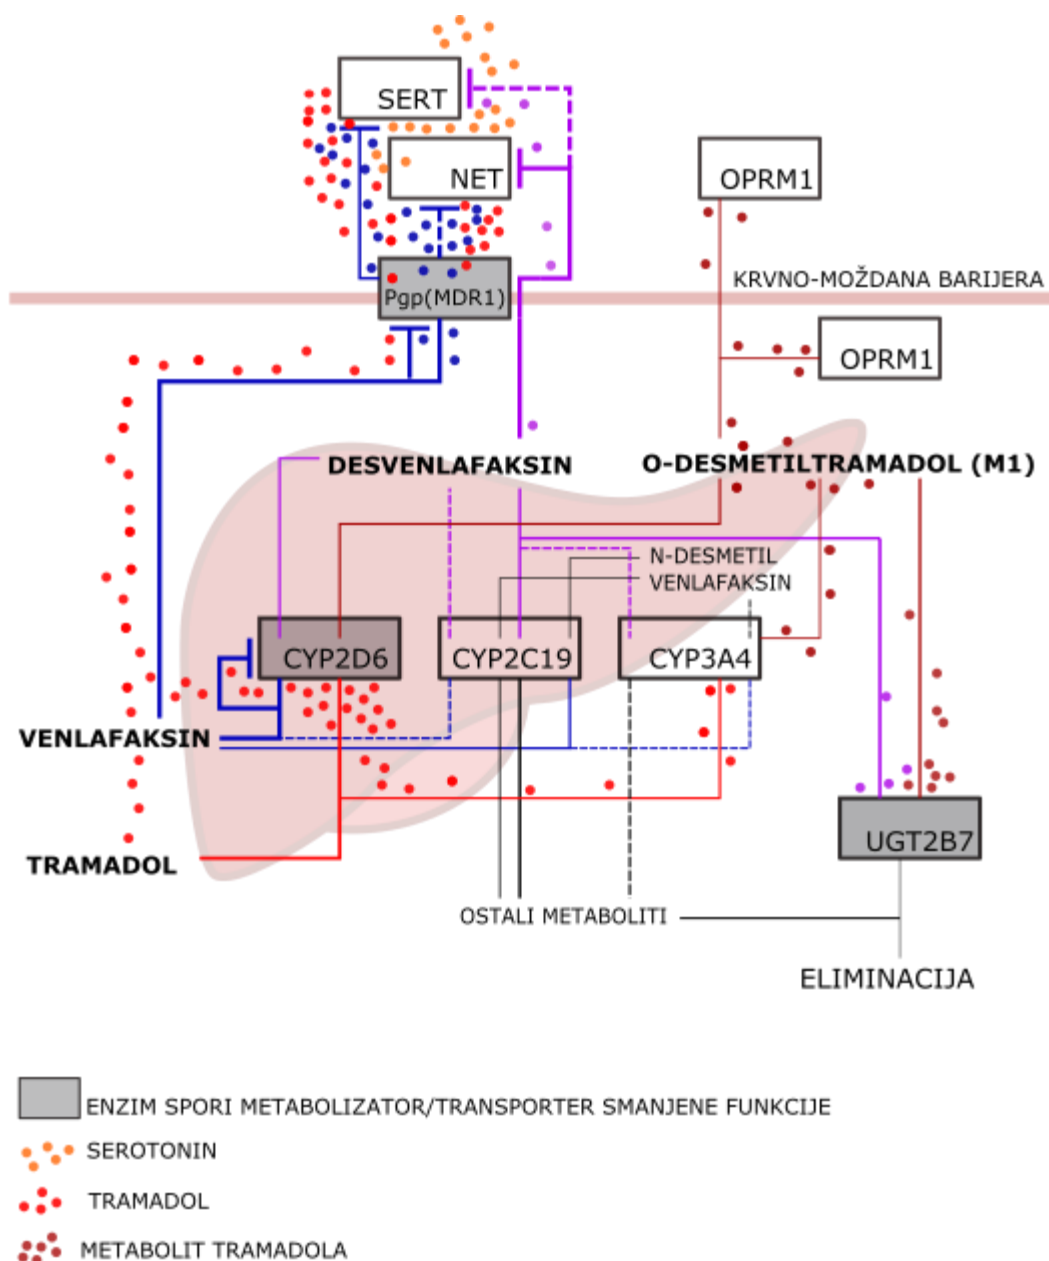 SERT
NET
OPRM1
KRVNO-MOŽDANA BARIJERA
Pgp(MDR1)
OPRM1
DESVENLAFAKSIN
O-DESMETILTRAMADOL (M1)
N-DESMETIL
VENLAFAKSIN
CYP2D6
CYP2C19
CYP3A4
VENLAFAKSIN
TRAMADOL
UGT2B7
OSTALI METABOLITI
ELIMINACIJA
ENZIM SPORI METABOLIZATOR/TRANSPORTER SMANJENE FUNKCIJE
SEROTONIN
TRAMADOL
METABOLIT TRAMADOLA